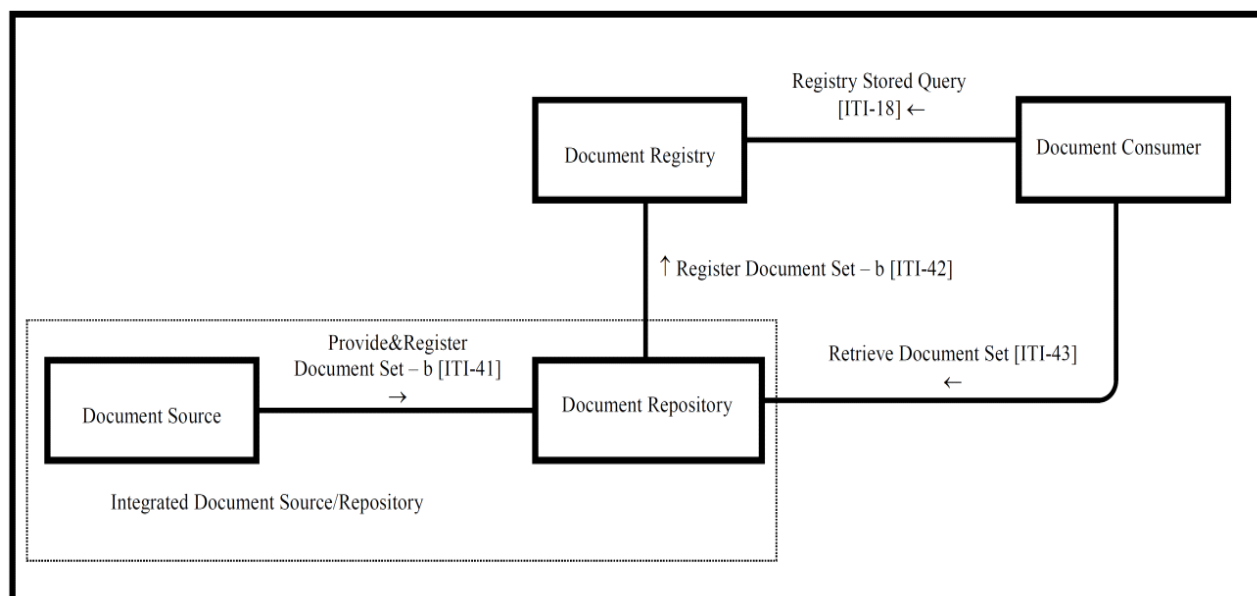 Registry Stored Query
[ITI-18] ←
Document Registry
Document Consumer
↑ Register Document Set – b [ITI-42]
Provide&Register
Document Set – b [ITI-41]
→
Retrieve Document Set [ITI-43]
←
Document Source
Document Repository
Integrated Document Source/Repository